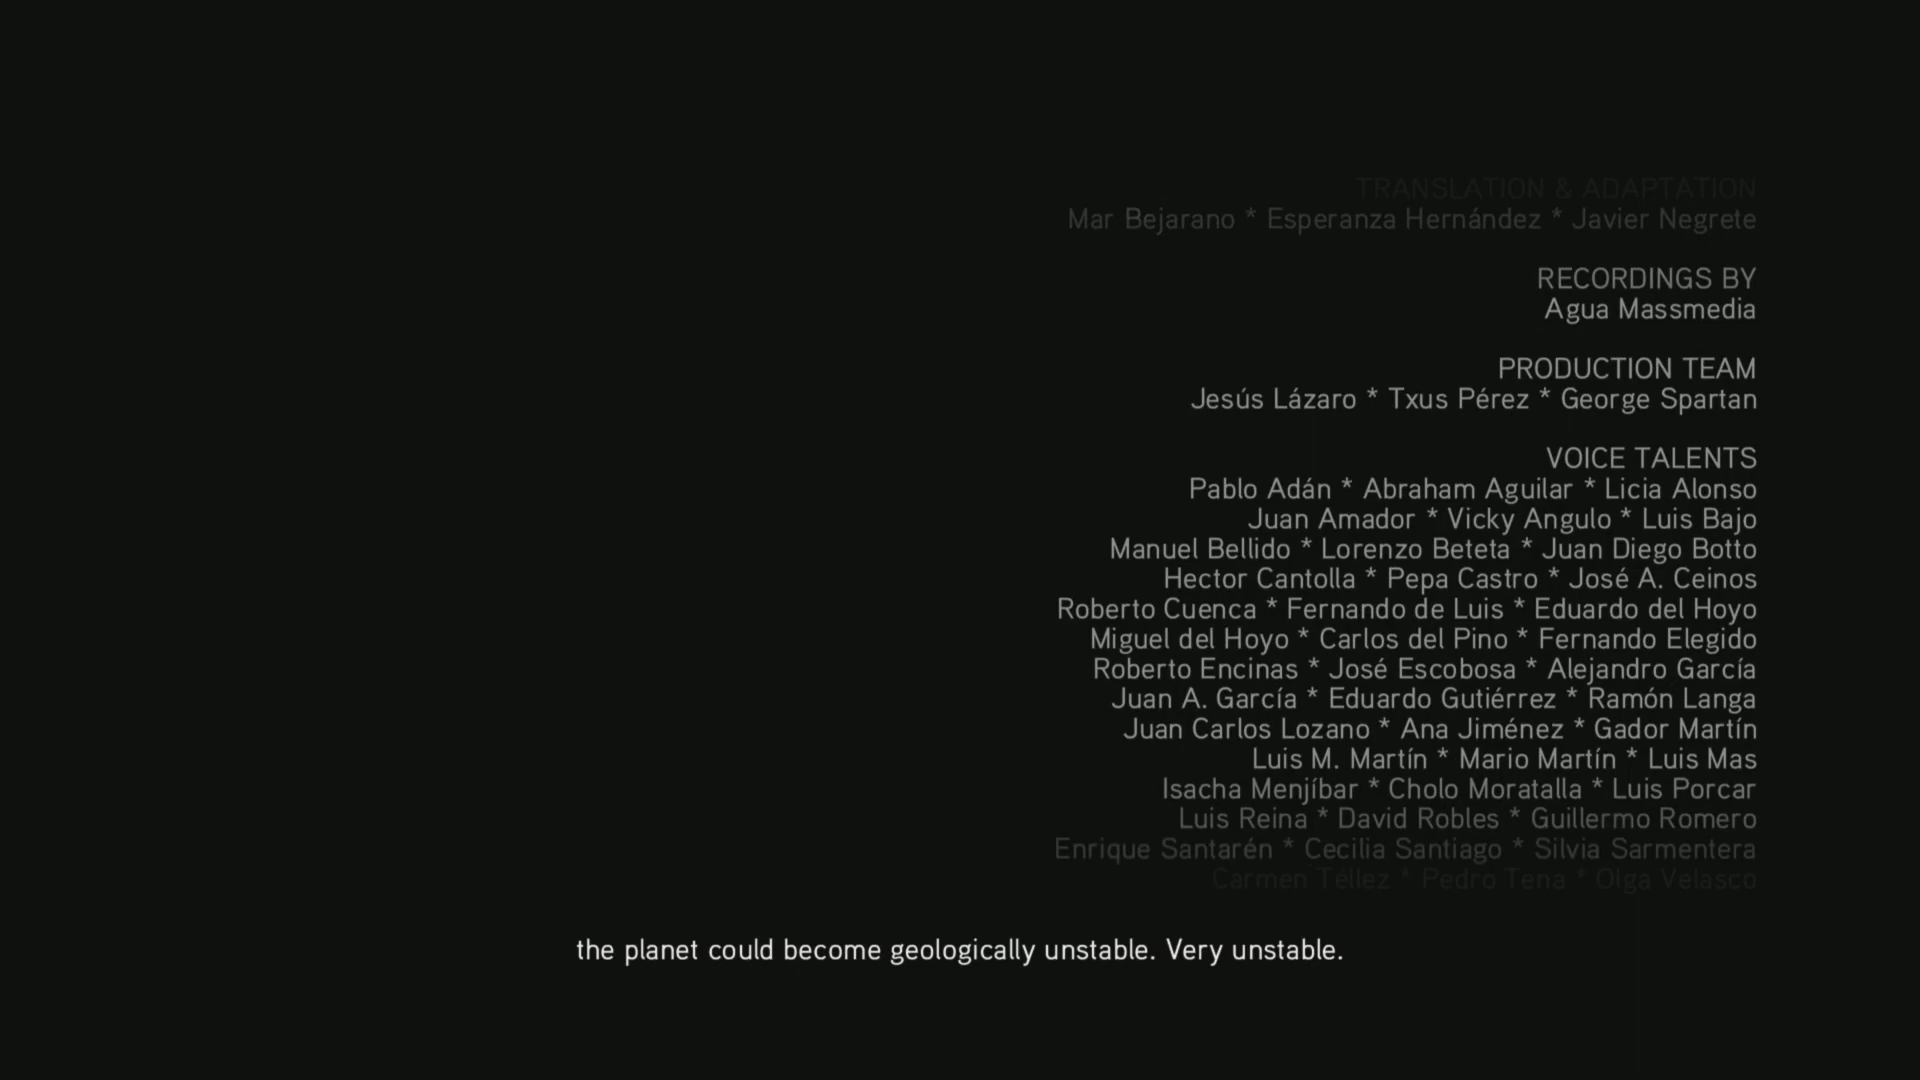 TRANSLATION & ADAPTATION
Mar Bejarano * Esperanza Hernández * Javier Negrete
RECORDINGS BY
Agua Massmedia
PRODUCTION TEAM
Jesús Lázaro * Txus Pérez * George Spartan
VOICE TALENTS
Pablo Adán * Abraham Aguilar * Licia Alonso
Juan Amador * Vicky Angulo * Luis Bajo
Manuel Bellido * Lorenzo Beteta * Juan Diego Botto
Hector Cantolla * Pepa Castro * José A. Ceinos
Roberto Cuenca * Fernando de Luis * Eduardo del Hoyo
Miguel del Hoyo * Carlos del Pino * Fernando Elegido
Roberto Encinas * José Escobosa * Alejandro García
Juan A. García * Eduardo Gutiérrez * Ramón Langa
Juan Carlos Lozano * Ana Jiménez * Gador Martín
Luis M. Martín * Mario Martín * Luis Mas
Isacha Menjíbar * Cholo Moratalla * Luis Porcar
Luis Reina * David Robles * Guillermo Romero
Enrique Santarén * Cecilia Santiago * Silvia Sarmentera
Carmen Téllez * Pedro Tena * Olga Velasco
the planet could become geologically unstable. Very unstable.